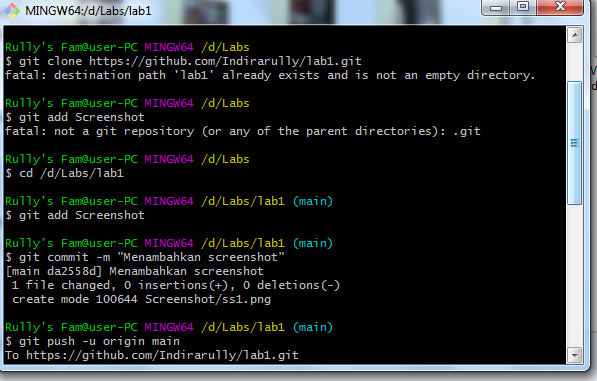 MINGW64:/d/Labs/lab1
Rully's Fam@user-PC MINGW64 /d/Labs
$ git clone https://github.com/Indirarully/lab1.git
fatal: destination path 'lab1' already exists and is not an empty directory.
Rully's Fam@user-PC MINGW64 /d/Labs
$ git add Screenshot
fatal: not a git repository (or any of the parent directories): .git
Rully's Fam@user-PC MINGW64 /d/Labs
$ cd /d/Labs/lab1
Rully's Fam@user-PC MINGW64 /d/Labs/lab1 (main)
$ git add Screenshot
Rully's Fam@user-PC MINGW64 /d/Labs/lab1 (main)
$ git commit -m "Menambahkan screenshot"
[main da2558d] Menambahkan screenshot
 1 file changed, 0 insertions(+), 0 deletions(-)
 create mode 100644 Screenshot/ss1.png
Rully's Fam@user-PC MINGW64 /d/Labs/lab1 (main)
$ git push -u origin main
To https://github.com/Indirarully/lab1.git